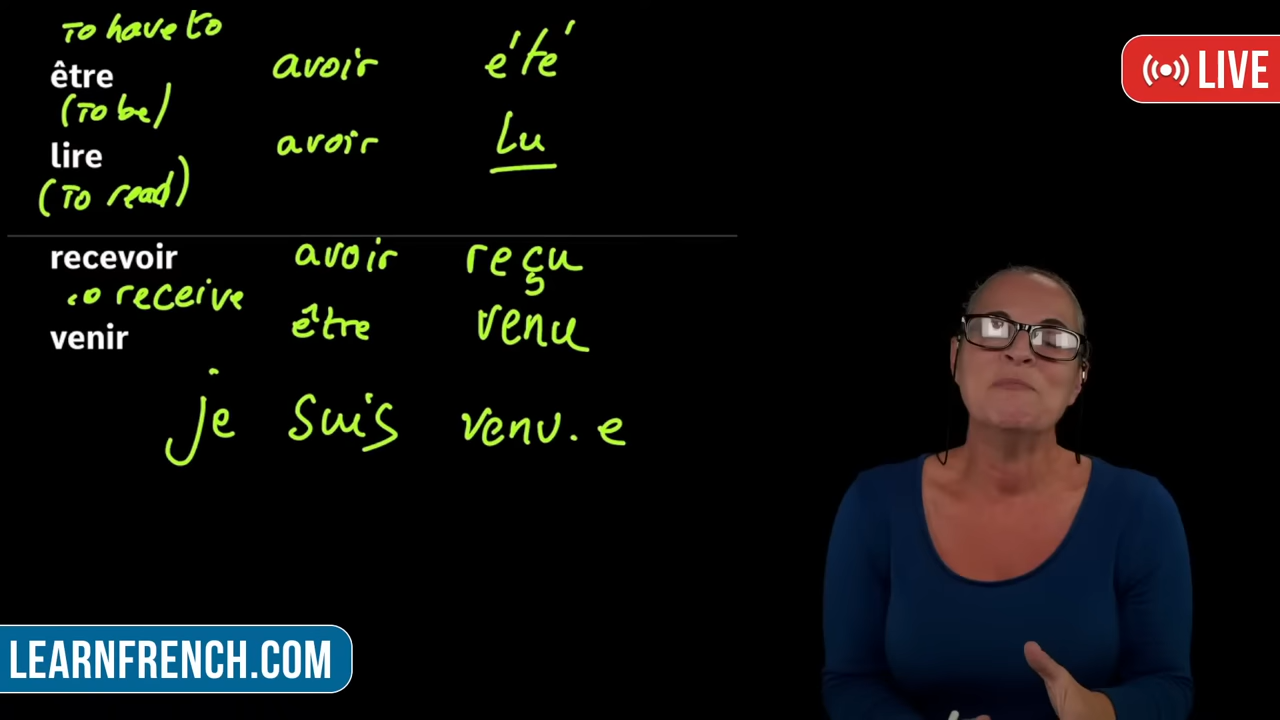 To have to
être avoir été
(To be)
lire avoir lu
(To read)
recevoir avoir reçu
to receive
venir être venu
je suis venu.e
LIVE
LEARNFRENCH.COM